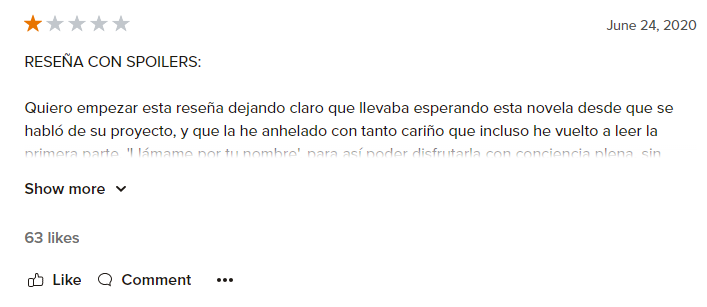 June 24, 2020
RESEÑA CON SPOILERS:
Quiero empezar esta reseña dejando claro que llevaba esperando esta novela desde que se
habló de su proyecto, y que la he anhelado con tanto cariño que incluso he vuelto a leer la
primera parte, 'Llámame por tu nombre', para así poder disfrutarla con conciencia plena, sin
Show more
63 likes
Like Comment